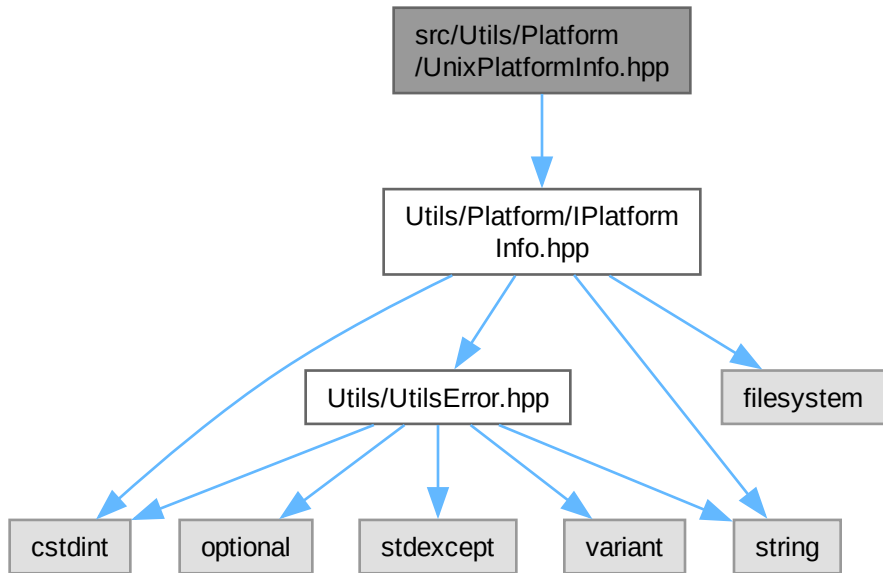 src/Utils/Platform
/UnixPlatformInfo.hpp
Utils/Platform/IPlatform
Info.hpp
Utils/UtilsError.hpp
filesystem
cstdint
optional
stdexcept
variant
string